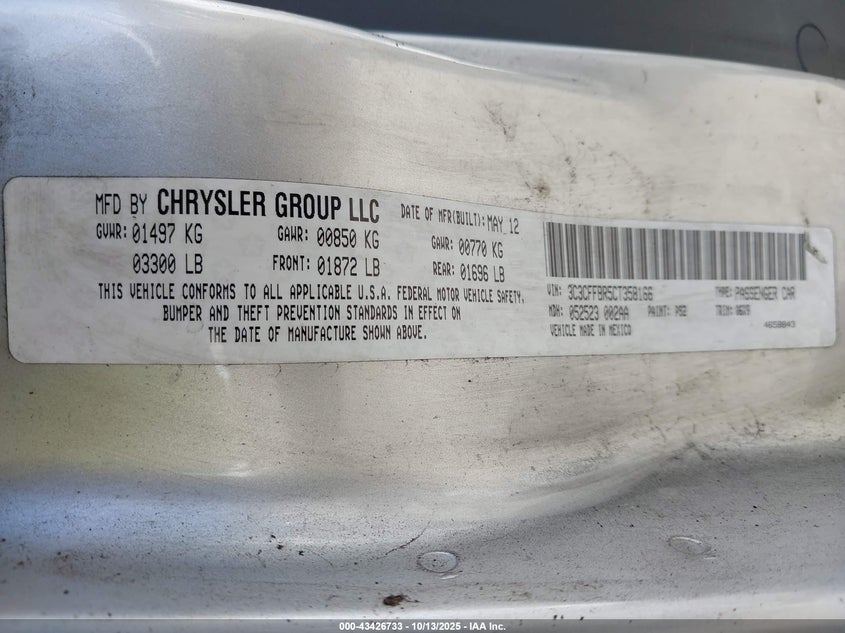 MFD BY CHRYSLER GROUP LLC DATE OF MFR(BUILT): MAY 12
GVWR: 01497 KG GAWR: 00850 KG GAWR: 00770 KG
03300 LB FRONT: 01872 LB REAR: 01696 LB
THIS VEHICLE CONFORMS TO ALL APPLICABLE U.S.A. FEDERAL MOTOR VEHICLE SAFETY,
BUMPER AND THEFT PREVENTION STANDARDS IN EFFECT ON
THE DATE OF MANUFACTURE SHOWN ABOVE.
VIN: 3C3CFFBR5CT358166 TYPE: PASSENGER CAR
MDH: 052523 002AA PAINT: PS2 TRIM:
VEHICLE MADE IN MEXICO 4658843
000-43426733 - 10/13/2025 - IAA Inc.